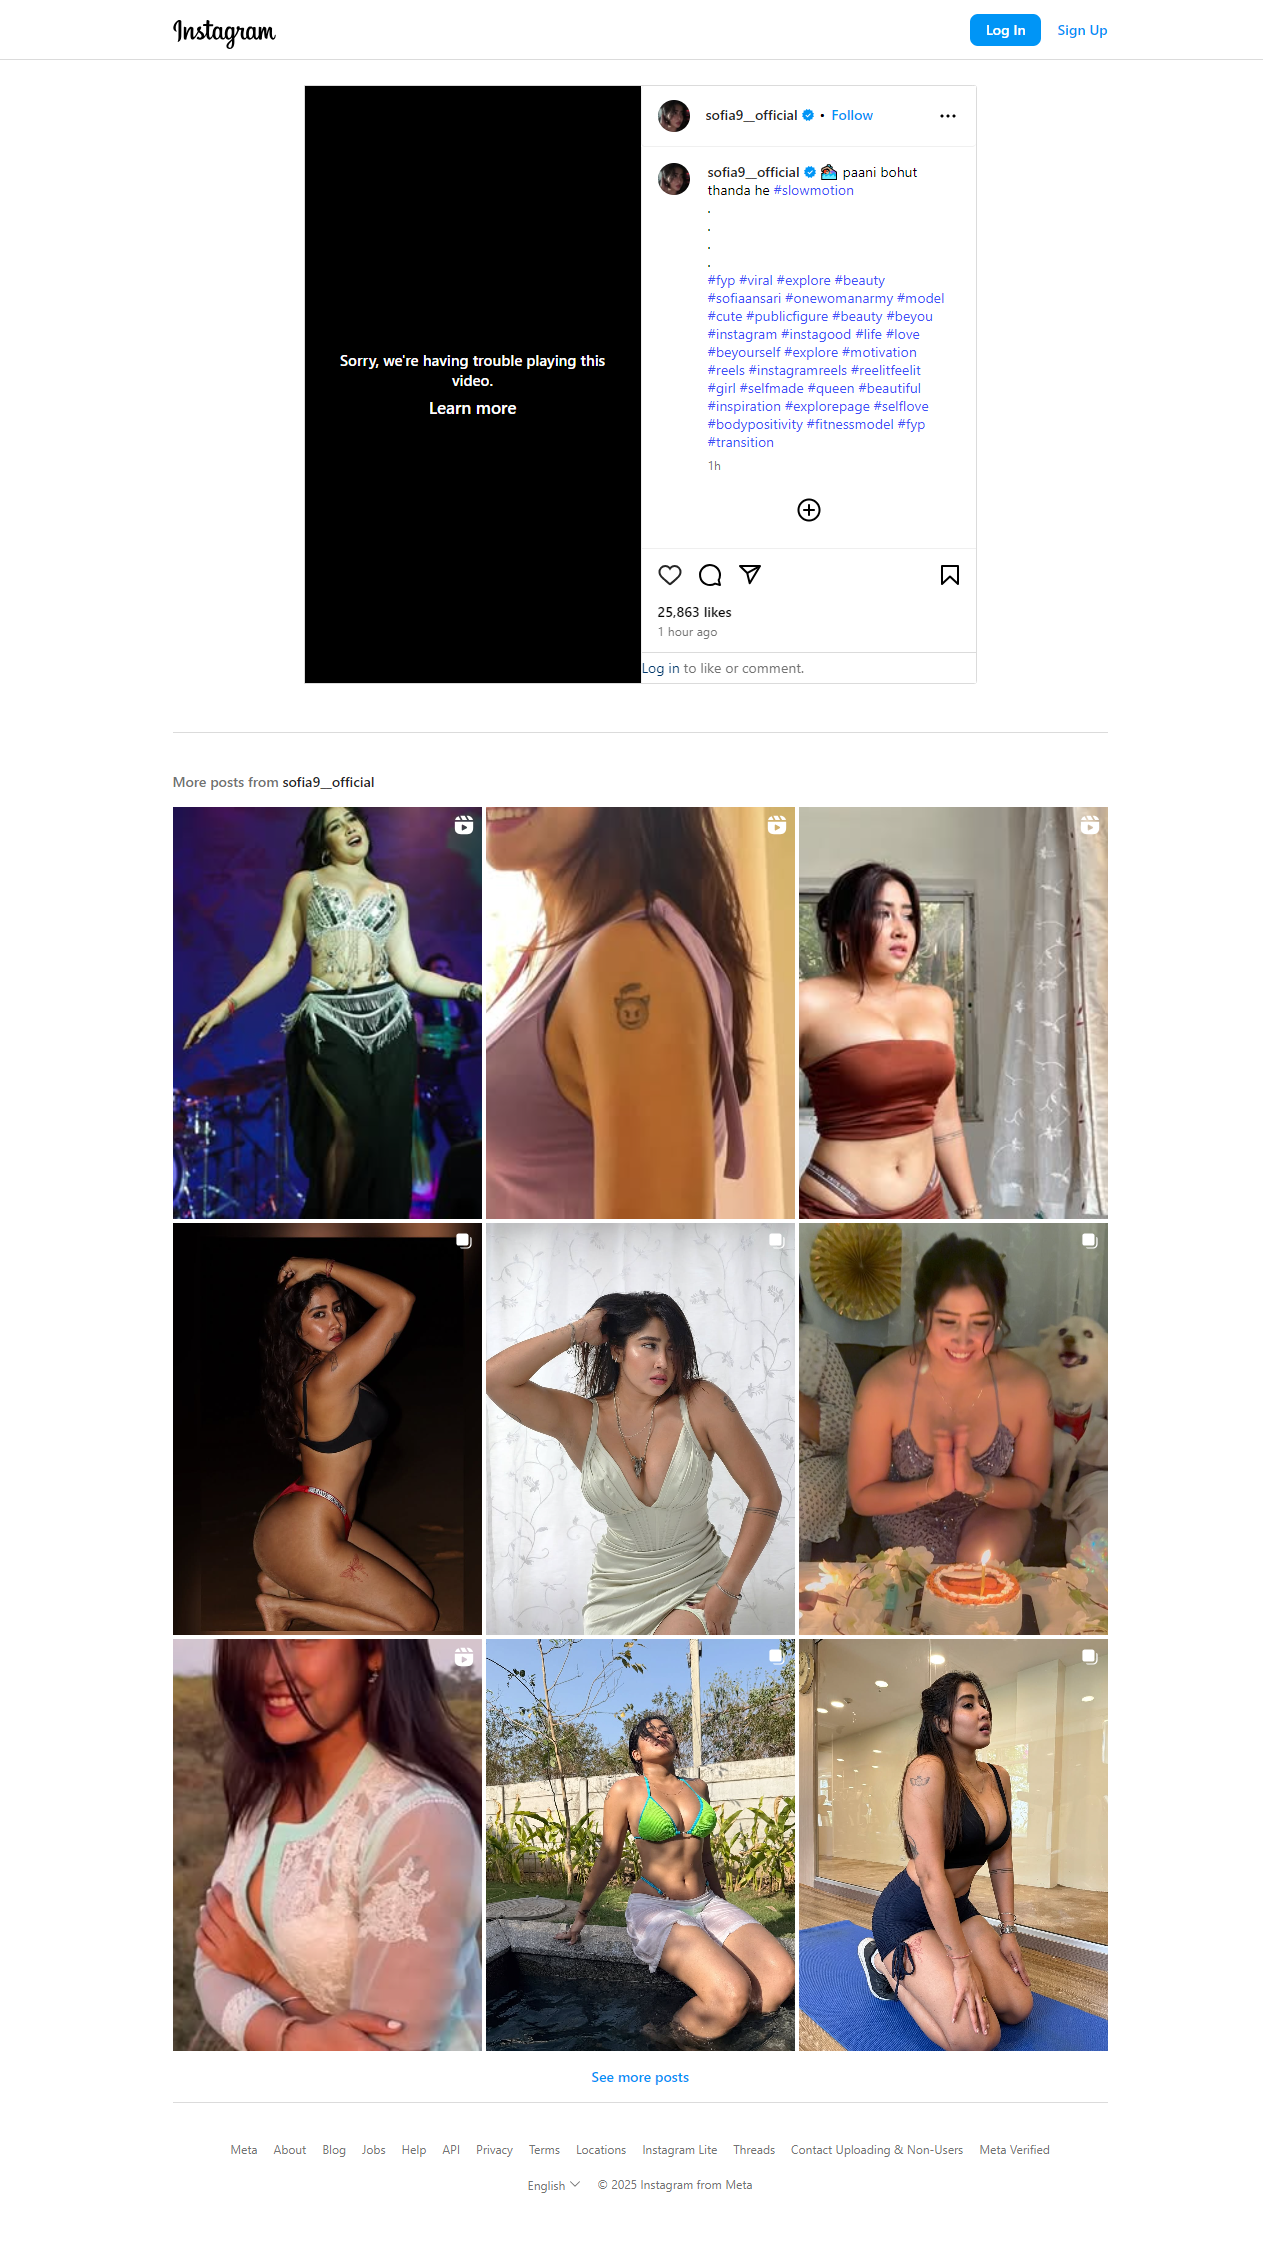 Instagram
Log In
Sign Up
Sorry, we're having trouble playing this
video.
Learn more
sofia9__official • Follow
sofia9__official 🏊🏽‍♀️ paani bohut
thanda he #slowmotion
.
.
.
.
#fyp #viral #explore #beauty
#sofiaansari #onewomanarmy #model
#cute #publicfigure #beauty #beyou
#instagram #instagood #life #love
#beyourself #explore #motivation
#reels #instagramreels #reelitfeelit
#girl #selfmade #queen #beautiful
#inspiration #explorepage #selflove
#bodypositivity #fitnessmodel #fyp
#transition
1h
25,863 likes
1 hour ago
Log in to like or comment.
More posts from sofia9__official
See more posts
Meta About Blog Jobs Help API Privacy Terms Locations Instagram Lite Threads Contact Uploading & Non-Users Meta Verified
English © 2025 Instagram from Meta